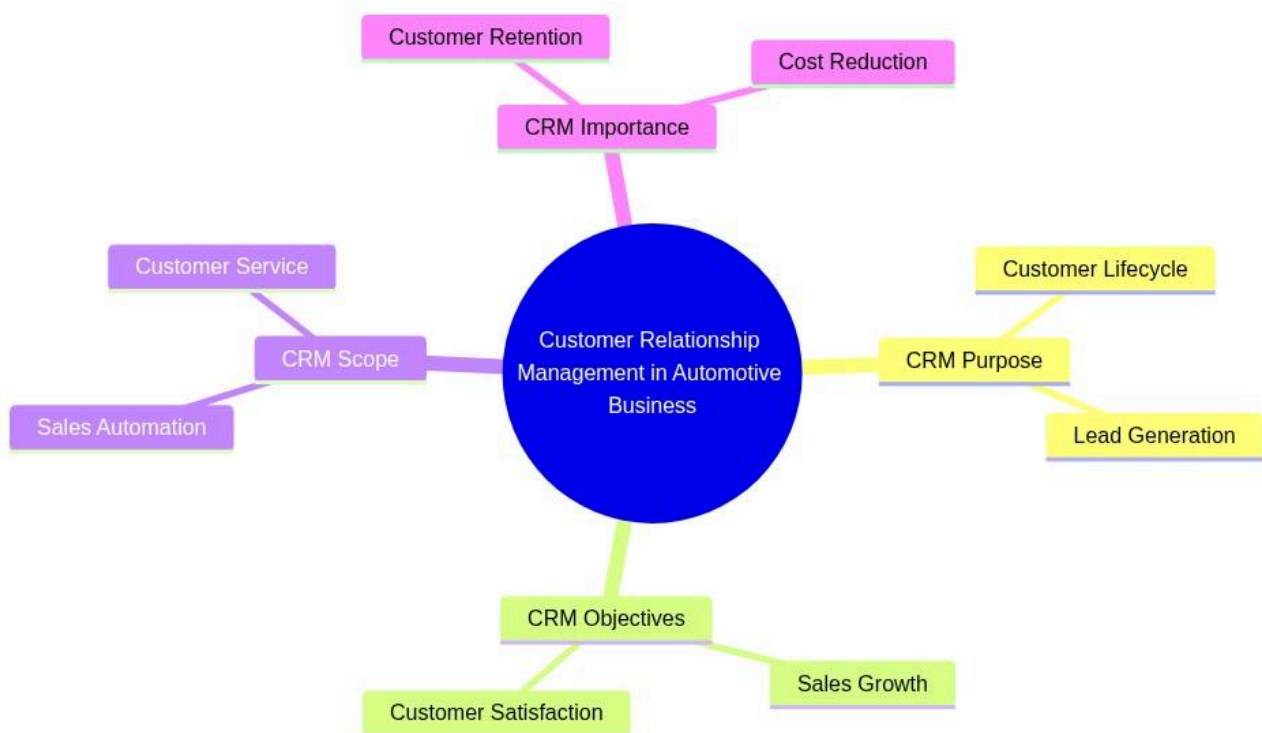 Customer Retention
Cost Reduction
CRM Importance
Customer Service
Customer Lifecycle
CRM Scope
Customer Relationship
Management in Automotive
Business
CRM Purpose
Sales Automation
Lead Generation
CRM Objectives
Sales Growth
Customer Satisfaction